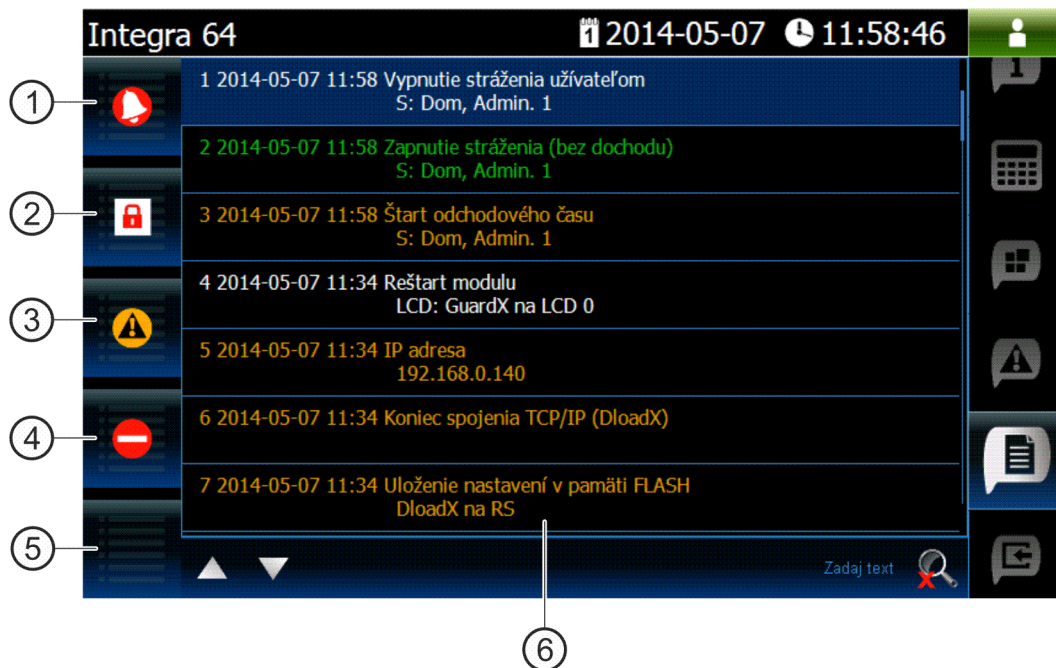 Integra 64
1 2014-05-07 11:58:46
1 2014-05-07 11:58 Vypnutie stráženia užívateľom
S: Dom, Admin. 1
2 2014-05-07 11:58 Zapnutie stráženia (bez dochodu)
S: Dom, Admin. 1
3 2014-05-07 11:58 Štart odchodového času
S: Dom, Admin. 1
4 2014-05-07 11:34 Reštart modulu
LCD: GuardX na LCD 0
5 2014-05-07 11:34 IP adresa
192.168.0.140
6 2014-05-07 11:34 Koniec spojenia TCP/IP (DloadX)
7 2014-05-07 11:34 Uloženie nastavení v pamäti FLASH
DloadX na RS
Zadaj text
1
2
3
4
5
6
1